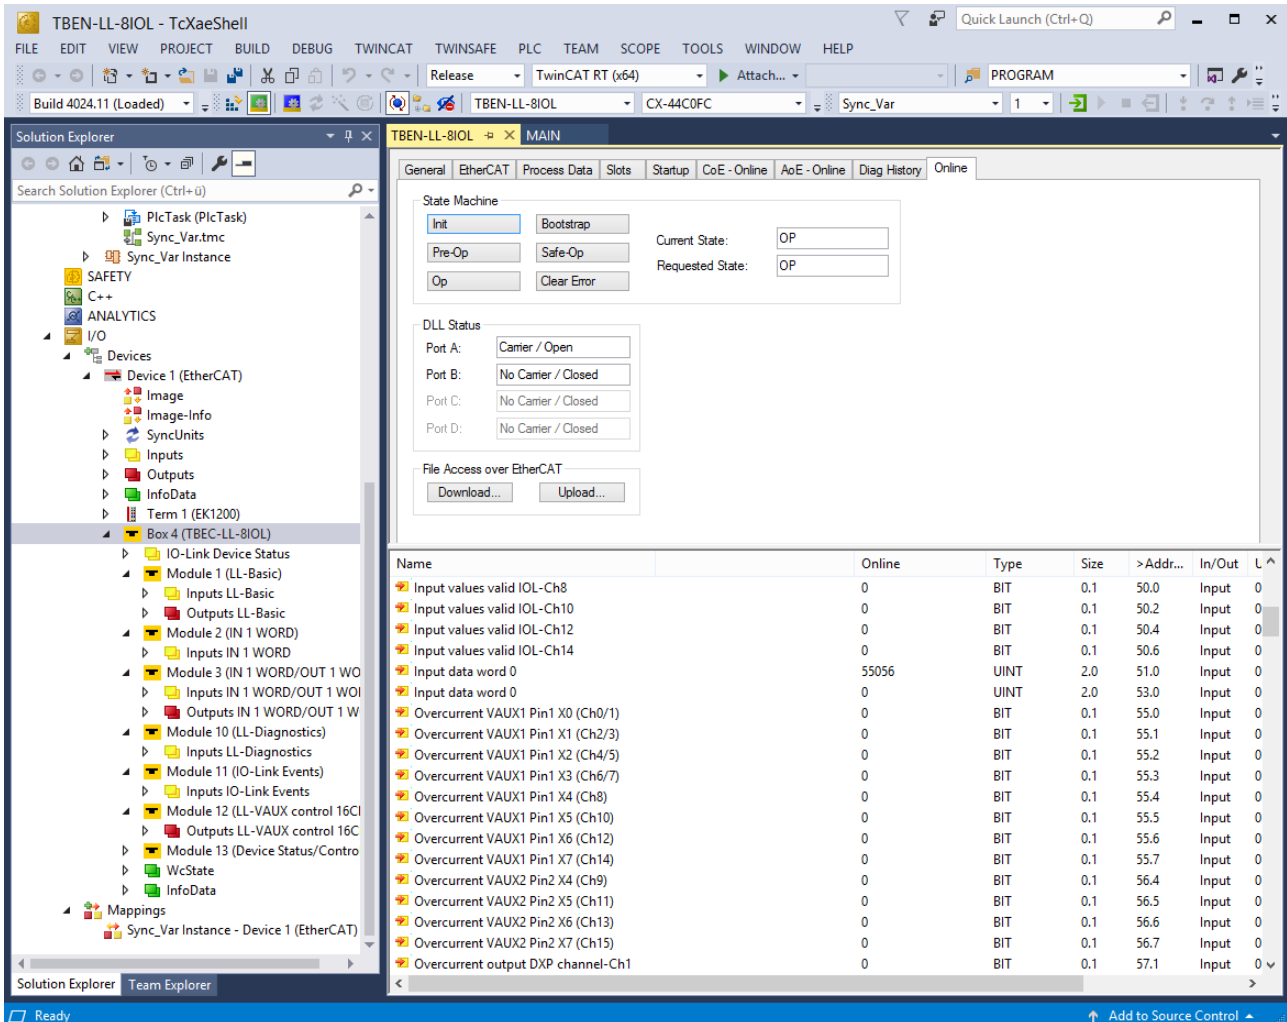 TBEN-LL-8IOL - TcXaeShell
Quick Launch (Ctrl+Q)
FILE EDIT VIEW PROJECT BUILD DEBUG TWINCAT TWINSAFE PLC TEAM SCOPE TOOLS WINDOW HELP
Release TwinCAT RT (x64) Attach... PROGRAM
Build 4024.11 (Loaded) TBEN-LL-8IOL CX-44C0FC Sync_Var 1
Solution Explorer
Search Solution Explorer (Ctrl+ü)
PlcTask (PlcTask)
Sync_Var.tmc
Sync_Var Instance
SAFETY
C++
ANALYTICS
I/O
Devices
Device 1 (EtherCAT)
Image
Image-Info
SyncUnits
Inputs
Outputs
InfoData
Term 1 (EK1200)
Box 4 (TBEC-LL-8IOL)
IO-Link Device Status
Module 1 (LL-Basic)
Inputs LL-Basic
Outputs LL-Basic
Module 2 (IN 1 WORD)
Inputs IN 1 WORD
Module 3 (IN 1 WORD/OUT 1 WO
Inputs IN 1 WORD/OUT 1 WO
Outputs IN 1 WORD/OUT 1 W
Module 10 (LL-Diagnostics)
Inputs LL-Diagnostics
Module 11 (IO-Link Events)
Inputs IO-Link Events
Module 12 (LL-VAUX control 16C
Outputs LL-VAUX control 16C
Module 13 (Device Status/Contro
WcState
InfoData
Mappings
Sync_Var Instance - Device 1 (EtherCAT)
Solution Explorer Team Explorer
TBEN-LL-8IOL MAIN
General EtherCAT Process Data Slots Startup CoE - Online AoE - Online Diag History Online
State Machine
Init Bootstrap
Pre-Op Safe-Op
Op Clear Error
Current State: OP
Requested State: OP
DLL Status
Port A: Carrier / Open
Port B: No Carrier / Closed
Port C: No Carrier / Closed
Port D: No Carrier / Closed
File Access over EtherCAT
Download... Upload...
Name Online Type Size >Addr... In/Out
Input values valid IOL-Ch8 0 BIT 0.1 50.0 Input 0
Input values valid IOL-Ch10 0 BIT 0.1 50.2 Input 0
Input values valid IOL-Ch12 0 BIT 0.1 50.4 Input 0
Input values valid IOL-Ch14 0 BIT 0.1 50.6 Input 0
Input data word 0 55056 UINT 2.0 51.0 Input 0
Input data word 0 0 UINT 2.0 53.0 Input 0
Overcurrent VAUX1 Pin1 X0 (Ch0/1) 0 BIT 0.1 55.0 Input 0
Overcurrent VAUX1 Pin1 X1 (Ch2/3) 0 BIT 0.1 55.1 Input 0
Overcurrent VAUX1 Pin1 X2 (Ch4/5) 0 BIT 0.1 55.2 Input 0
Overcurrent VAUX1 Pin1 X3 (Ch6/7) 0 BIT 0.1 55.3 Input 0
Overcurrent VAUX1 Pin1 X4 (Ch8) 0 BIT 0.1 55.4 Input 0
Overcurrent VAUX1 Pin1 X5 (Ch10) 0 BIT 0.1 55.5 Input 0
Overcurrent VAUX1 Pin1 X6 (Ch12) 0 BIT 0.1 55.6 Input 0
Overcurrent VAUX1 Pin1 X7 (Ch14) 0 BIT 0.1 55.7 Input 0
Overcurrent VAUX2 Pin2 X4 (Ch9) 0 BIT 0.1 56.4 Input 0
Overcurrent VAUX2 Pin2 X5 (Ch11) 0 BIT 0.1 56.5 Input 0
Overcurrent VAUX2 Pin2 X6 (Ch13) 0 BIT 0.1 56.6 Input 0
Overcurrent VAUX2 Pin2 X7 (Ch15) 0 BIT 0.1 56.7 Input 0
Overcurrent output DXP channel-Ch1 0 BIT 0.1 57.1 Input 0
Ready Add to Source Control